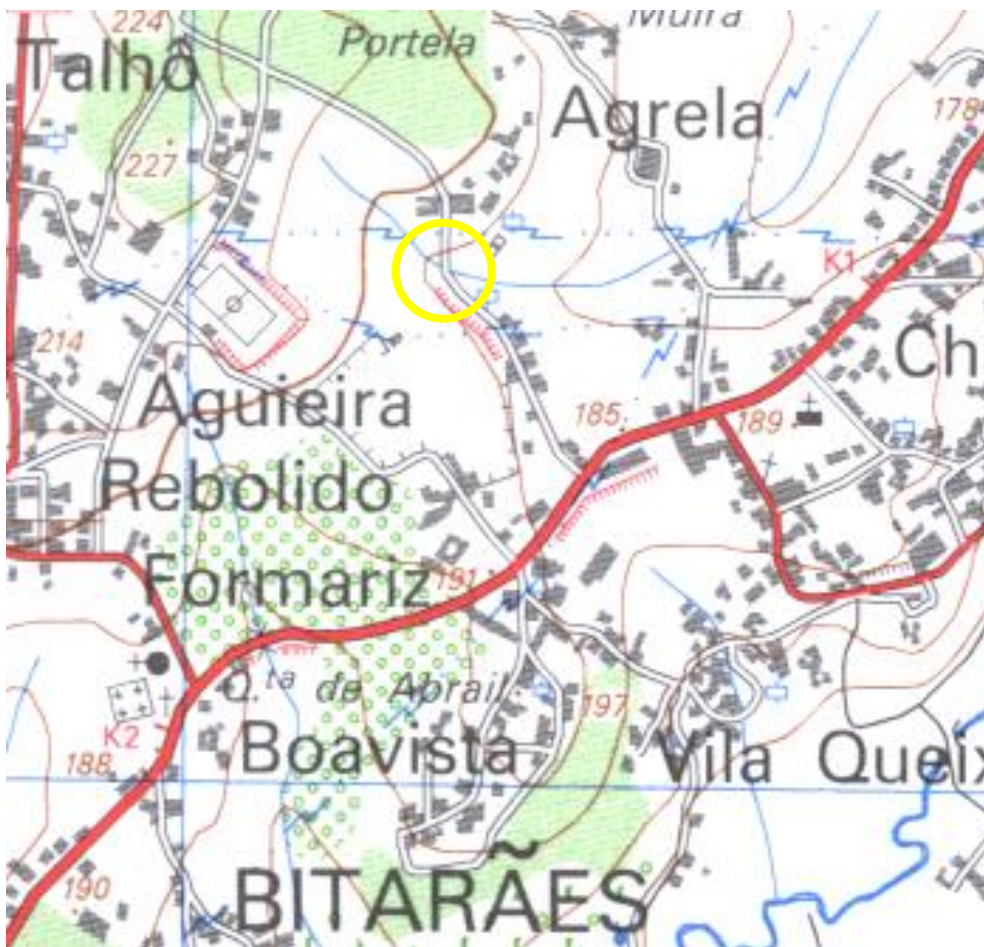 224
Portela
Talhô
Agrela
178
227
K1
214
Ch
Aguieira
185
189
Rebolido
Formariz
191
Q.ta de Abrail
197
K2
Boavista
Vila Queix
188
190
BITARÃES